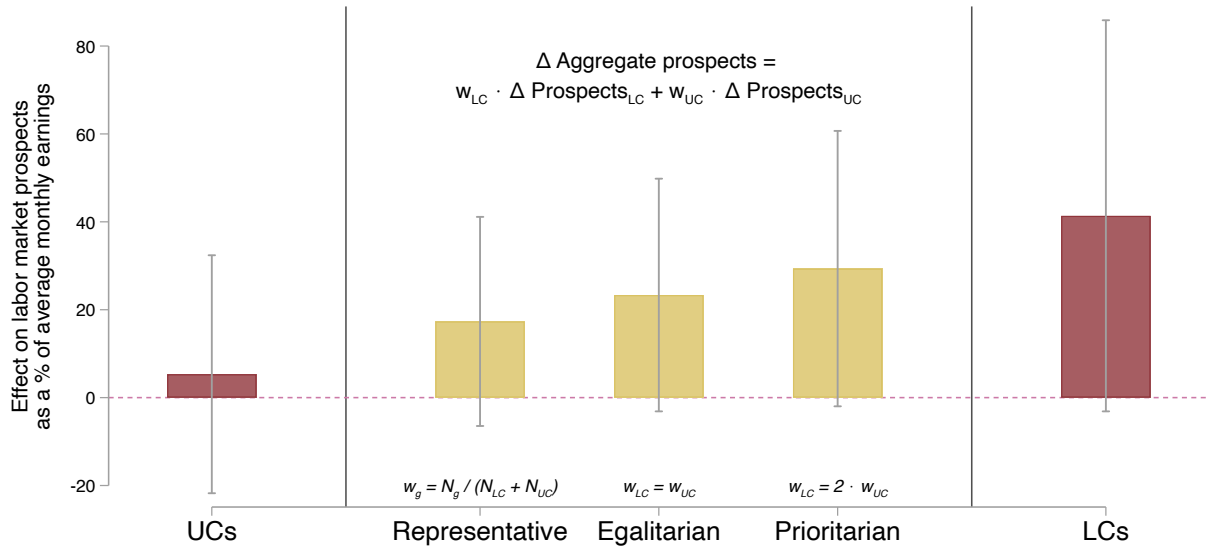 Effect on labor market prospects
as a % of average monthly earnings
80
60
40
20
0
-20
Δ Aggregate prospects =
w_LC · Δ Prospects_LC + w_UC · Δ Prospects_UC
w_g = N_g / (N_LC + N_UC)
w_LC = w_UC
w_LC = 2 · w_UC
UCs
Representative
Egalitarian
Prioritarian
LCs